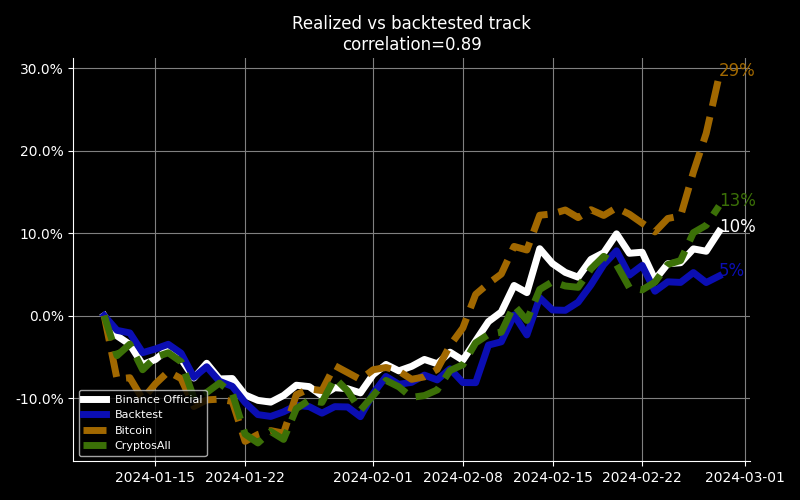 Realized vs backtested track
correlation=0.89
30.0%
20.0%
10.0%
0.0%
-10.0%
29%
13%
10%
5%
Binance Official
Backtest
Bitcoin
CryptosAll
2024-01-15 2024-01-22 2024-02-01 2024-02-08 2024-02-15 2024-02-22 2024-03-01